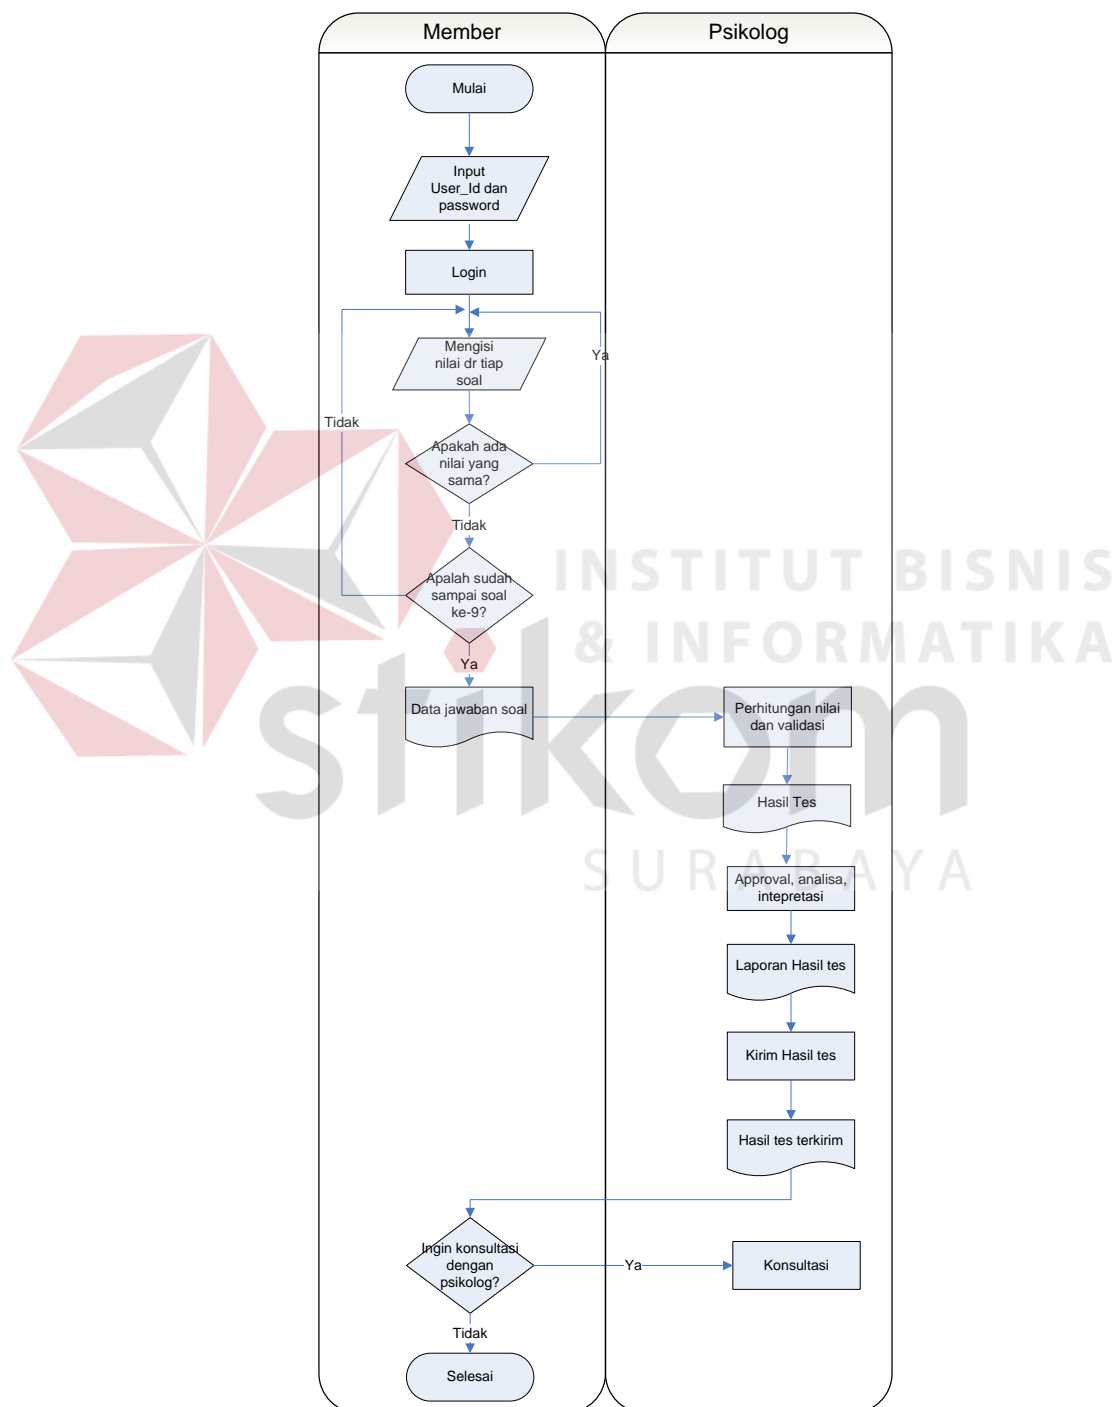 Member
Psikolog
Mulai
Input
User_Id dan
password
Login
Mengisi
nilai dr tiap
soal
Ya
Tidak
Apakah ada
nilai yang
sama?
Tidak
Apalah sudah
sampai soal
ke-9?
Ya
Data jawaban soal
Perhitungan nilai
dan validasi
Hasil Tes
Approval, analisa,
intepretasi
Laporan Hasil tes
Kirim Hasil tes
Hasil tes terkirim
Ingin konsultasi
dengan
psikolog?
Ya
Konsultasi
Tidak
Selesai
INSTITUT BISNIS
& INFORMATIKA
stikom
SURABAYA